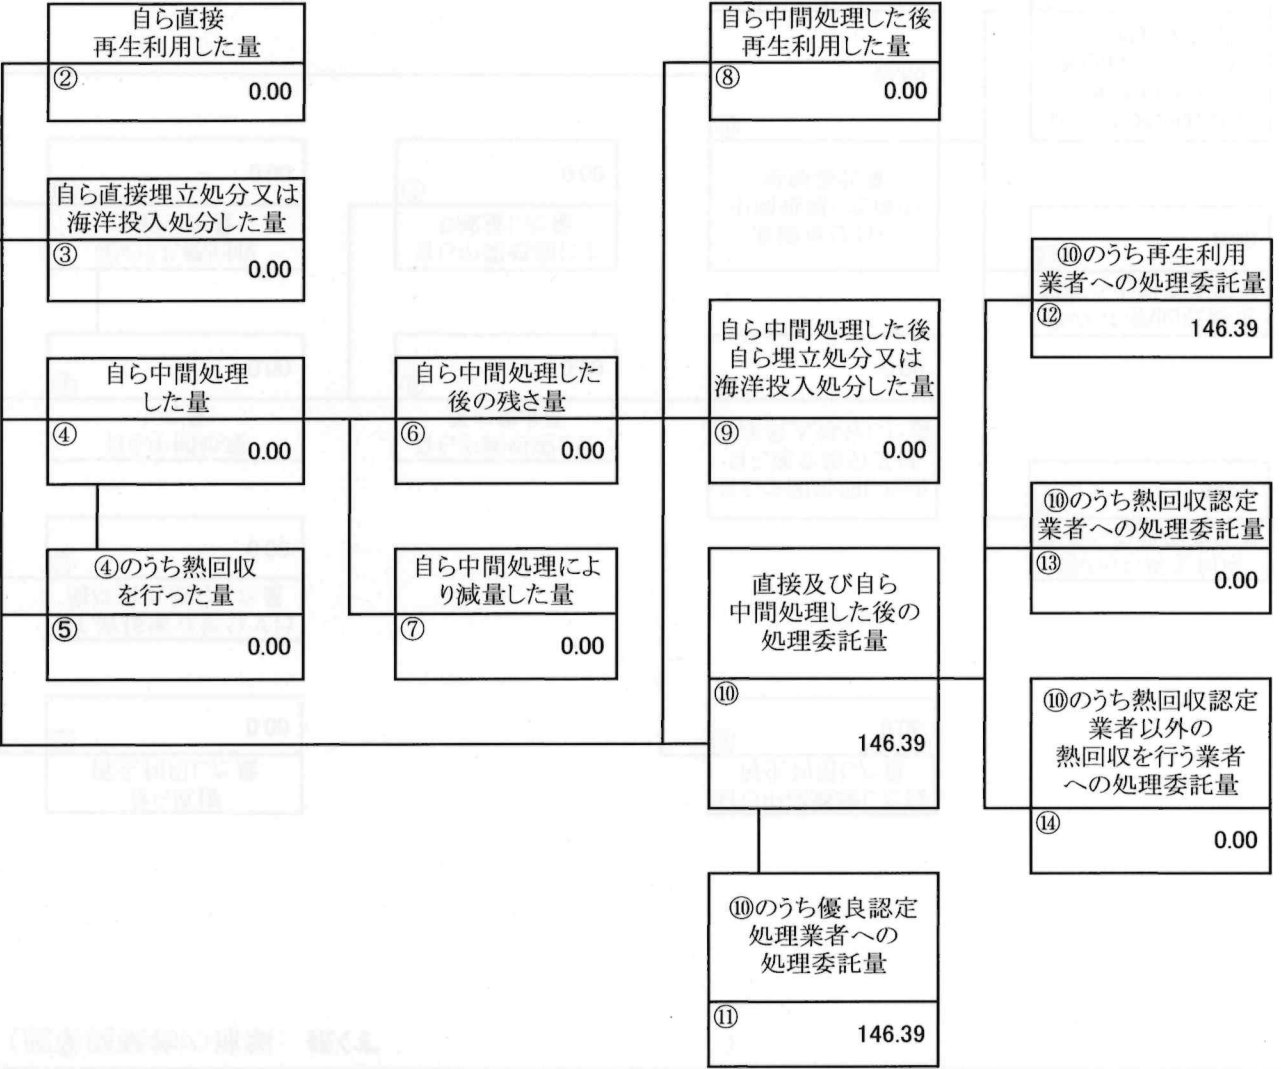 自ら直接
再生利用した量
②
0.00
自ら直接埋立処分又は
海洋投入処分した量
③
0.00
自ら中間処理
した量
④
0.00
④のうち熱回収
を行った量
⑤
0.00
自ら中間処理した
後の残さ量
⑥
0.00
自ら中間処理によ
り減量した量
⑦
0.00
自ら中間処理した後
再生利用した量
⑧
0.00
自ら中間処理した後
自ら埋立処分又は
海洋投入処分した量
⑨
0.00
直接及び自ら
中間処理した後の
処理委託量
⑩
146.39
⑩のうち優良認定
処理業者への
処理委託量
⑪
146.39
⑩のうち再生利用
業者への処理委託量
⑫
146.39
⑩のうち熱回収認定
業者への処理委託量
⑬
0.00
⑩のうち熱回収認定
業者以外の
熱回収を行う業者
への処理委託量
⑭
0.00